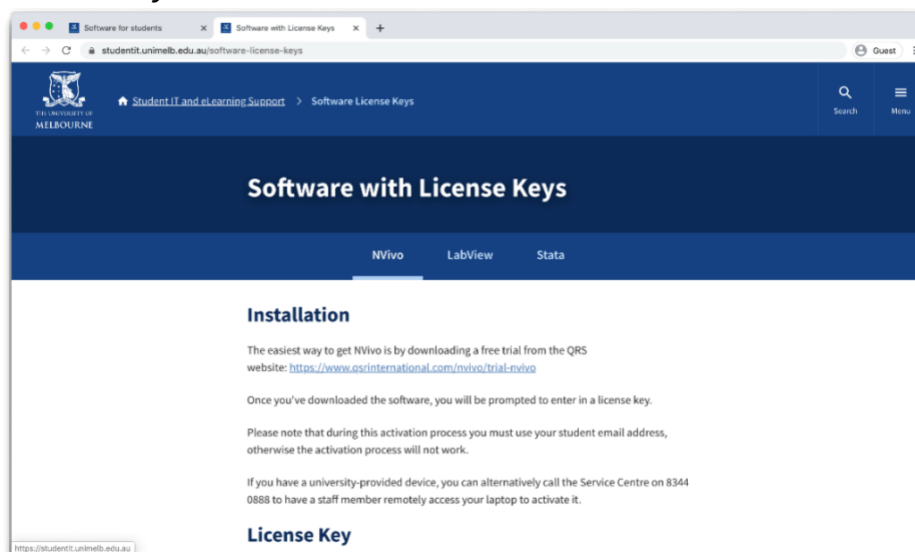 Software for students
Software with License Keys
studentit.unimelb.edu.au/software-license-keys
Guest
THE UNIVERSITY OF
MELBOURNE
Student IT and eLearning Support > Software License Keys
Search
Menu
Software with License Keys
NVivo LabView Stata
Installation
The easiest way to get NVivo is by downloading a free trial from the QRS
website: https://www.qsrinternational.com/nvivo/trial-nvivo
Once you've downloaded the software, you will be prompted to enter in a license key.
Please note that during this activation process you must use your student email address,
otherwise the activation process will not work.
If you have a university-provided device, you can alternatively call the Service Centre on 8344
0888 to have a staff member remotely access your laptop to activate it.
License Key
https://studentit.unimelb.edu.au